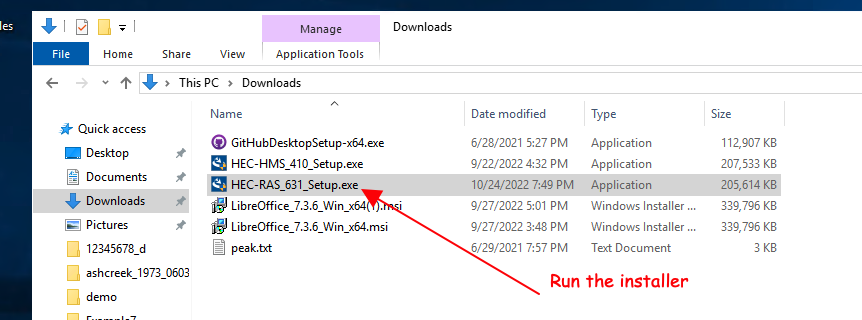 les
Manage
Downloads
File Home Share View Application Tools
This PC Downloads
Name Date modified Type Size
Quick access
GitHubDesktopSetup-x64.exe 6/28/2021 5:27 PM Application 112,907 KB
Desktop
HEC-HMS_410_Setup.exe 9/22/2022 4:32 PM Application 207,533 KB
Documents
HEC-RAS_631_Setup.exe 10/24/2022 7:49 PM Application 205,614 KB
Downloads
LibreOffice_7.3.6_Win_x64(1).msi 9/27/2022 5:01 PM Windows Installer ... 339,796 KB
Pictures
LibreOffice_7.3.6_Win_x64.msi 9/27/2022 3:48 PM Windows Installer ... 339,796 KB
12345678_d
peak.txt 6/29/2021 7:57 PM Text Document 3 KB
ashcreek_1973_0603
Run the installer
demo
Example7